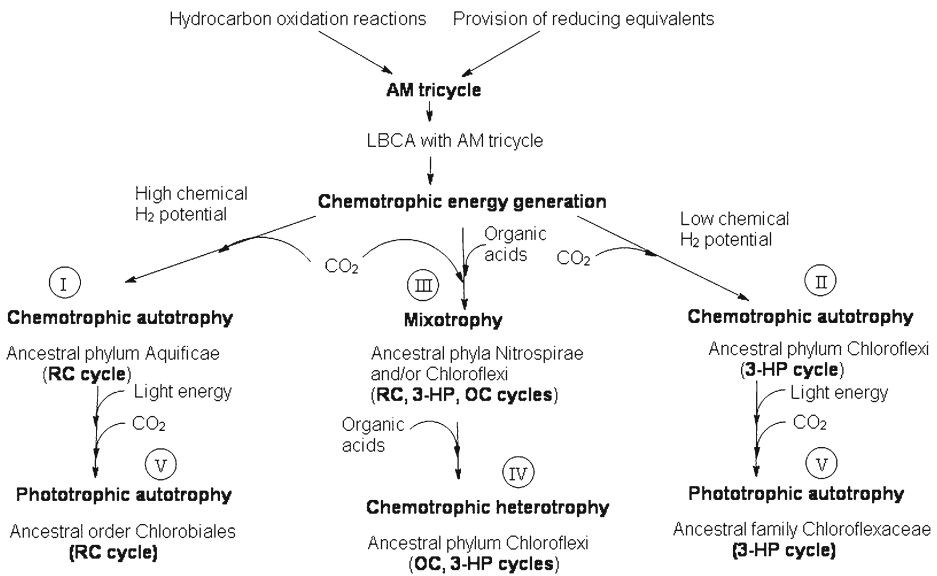 Hydrocarbon oxidation reactions
Provision of reducing equivalents
AM tricycle
LBCA with AM tricycle
Chemotrophic energy generation
High chemical
H₂ potential
CO₂
Organic
acids
CO₂
Low chemical
H₂ potential
I
Chemotrophic autotrophy
Ancestral phylum Aquificae
(RC cycle)
Light energy
CO₂
V
Phototrophic autotrophy
Ancestral order Chlorobiales
(RC cycle)
III
Mixotrophy
Ancestral phyla Nitrospirae
and/or Chloroflexi
(RC, 3-HP, OC cycles)
Organic
acids
IV
Chemotrophic heterotrophy
Ancestral phylum Chloroflexi
(OC, 3-HP cycles)
II
Chemotrophic autotrophy
Ancestral phylum Chloroflexi
(3-HP cycle)
Light energy
CO₂
V
Phototrophic autotrophy
Ancestral family Chloroflexaceae
(3-HP cycle)